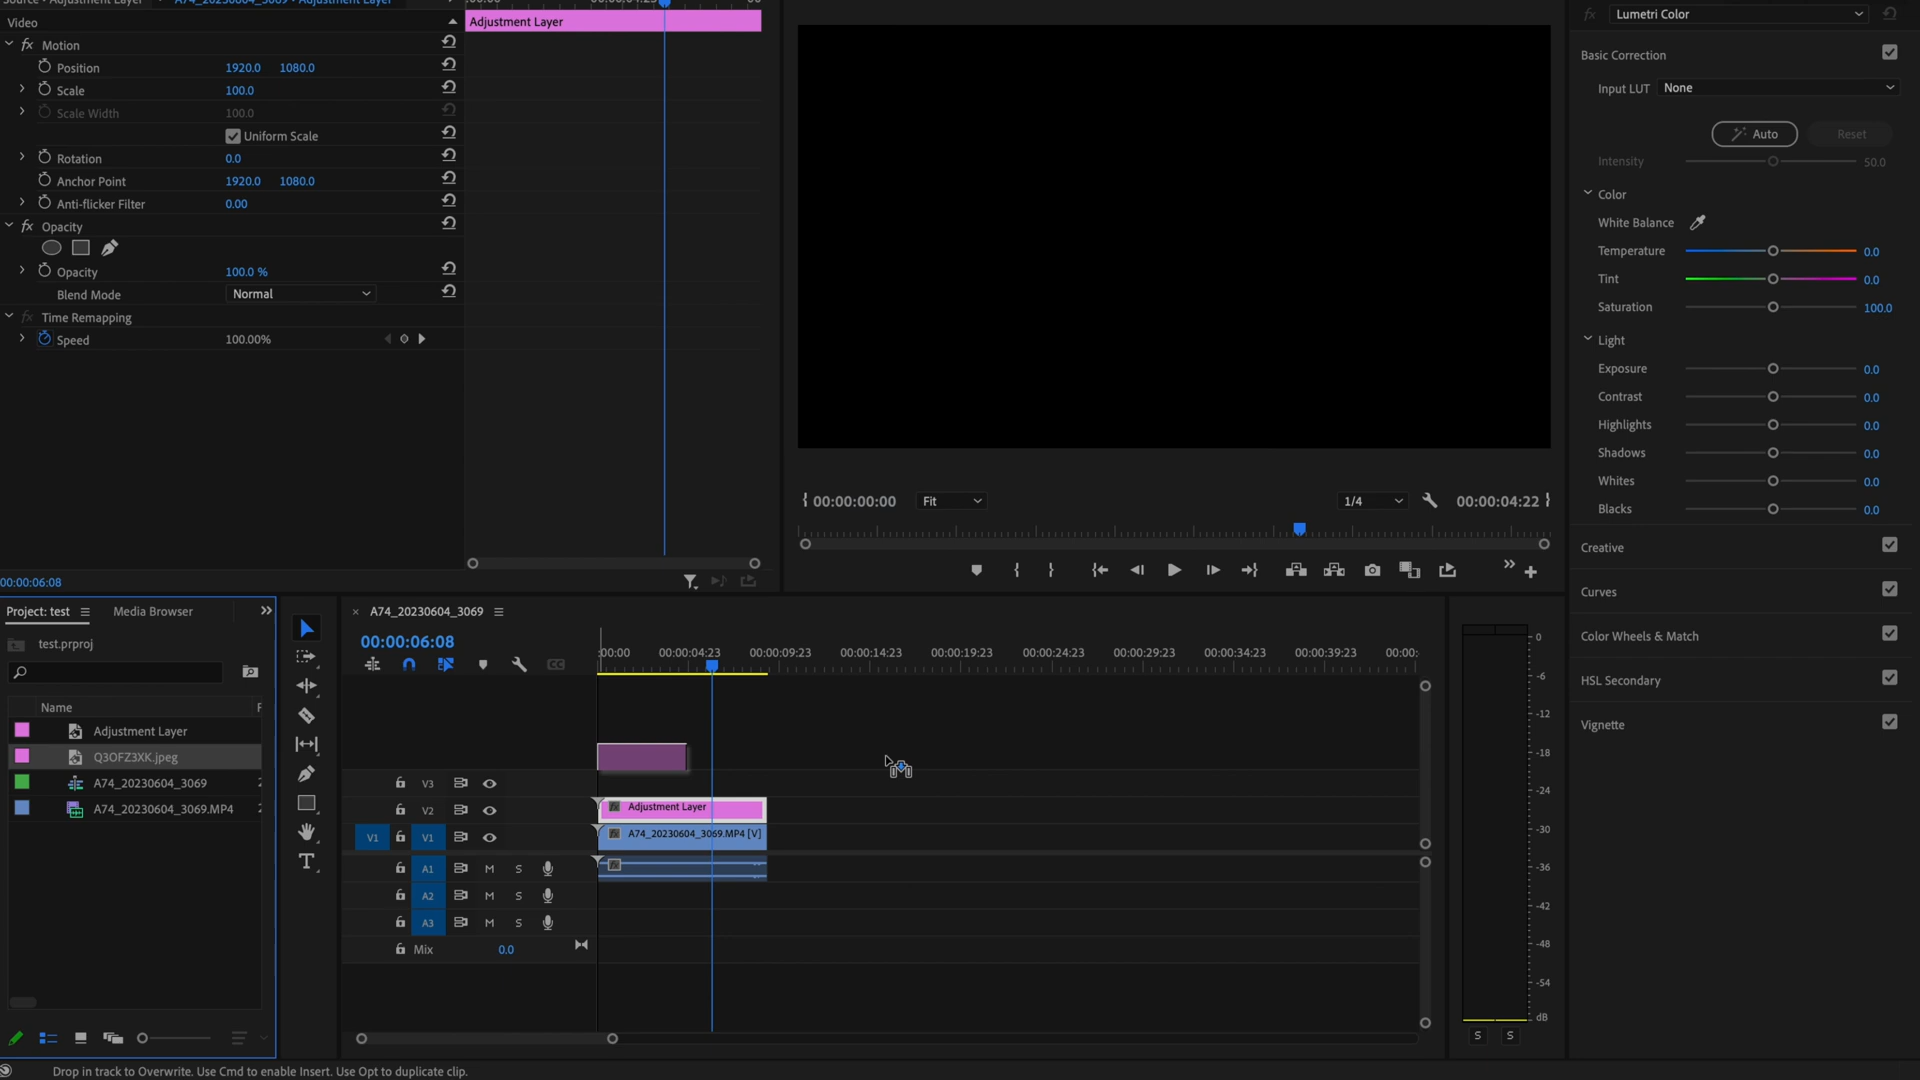 Source · Adjustment Layer
A74_20230604_3069 · Adjustment Layer
:00:00
00:00:04:23
00
Video
Adjustment Layer
Motion
Position 1920.0 1080.0
Scale 100.0
Scale Width 100.0
Uniform Scale
Rotation 0.0
Anchor Point 1920.0 1080.0
Anti-flicker Filter 0.00
Opacity
Opacity 100.0 %
Blend Mode Normal
Time Remapping
Speed 100.00%
00:00:06:08
00:00:00:00 Fit 1/4 00:00:04:22
fx Lumetri Color
Basic Correction
Input LUT None
Auto Reset
Intensity 50.0
Color
White Balance
Temperature 0.0
Tint 0.0
Saturation 100.0
Light
Exposure 0.0
Contrast 0.0
Highlights 0.0
Shadows 0.0
Whites 0.0
Blacks 0.0
Creative
Curves
Color Wheels & Match
HSL Secondary
Vignette
Project: test Media Browser
test.prproj
Name F
Adjustment Layer
Q3OFZ3XK.jpeg
A74_20230604_3069 2
A74_20230604_3069.MP4 2
A74_20230604_3069
00:00:06:08
:00:00 00:00:04:23 00:00:09:23 00:00:14:23 00:00:19:23 00:00:24:23 00:00:29:23 00:00:34:23 00:00:39:23 00:00:
CC
V3
V2 Adjustment Layer
V1 V1 A74_20230604_3069.MP4 [V]
A1 M S
A2 M S
A3 M S
Mix 0.0
0
-6
-12
-18
-24
-30
-36
-42
-48
-54
dB
S S
Drop in track to Overwrite. Use Cmd to enable Insert. Use Opt to duplicate clip.